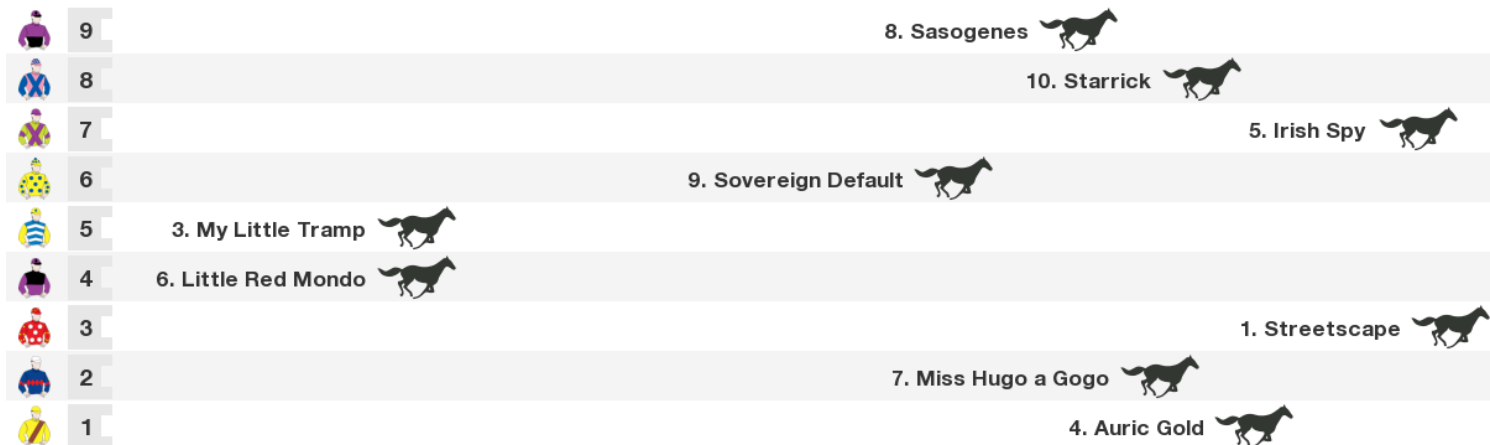 9 8. Sasogenes
8 10. Starrick
7 5. Irish Spy
6 9. Sovereign Default
5 3. My Little Tramp
4 6. Little Red Mondo
3 1. Streetscape
2 7. Miss Hugo a Gogo
1 4. Auric Gold